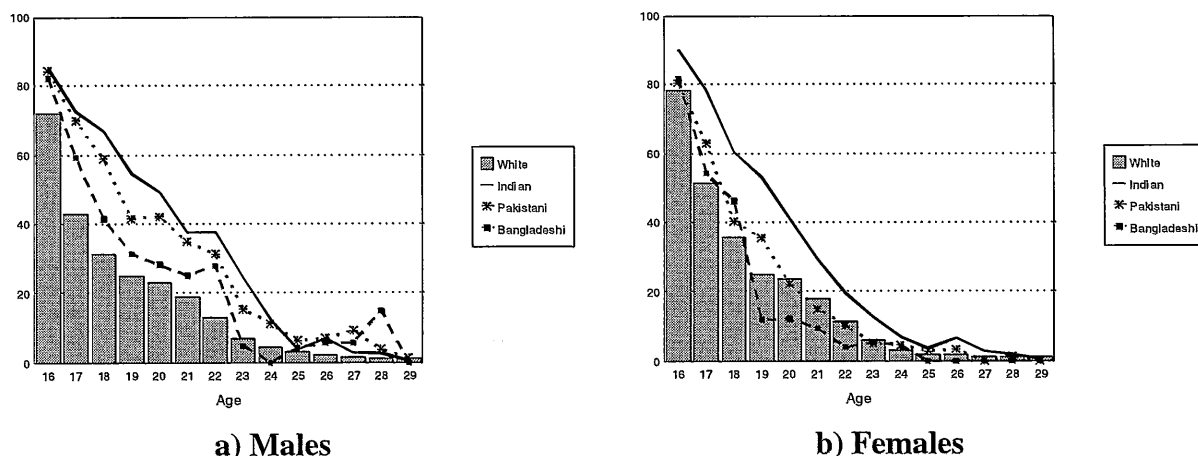 100
80
60
40
20
0
16 17 18 19 20 21 22 23 24 25 26 27 28 29
Age
White
Indian
Pakistani
Bangladeshi
a) Males
100
80
60
40
20
0
16 17 18 19 20 21 22 23 24 25 26 27 28 29
Age
White
Indian
Pakistani
Bangladeshi
b) Females